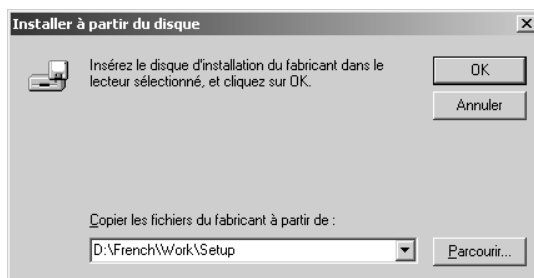 Installer à partir du disque
Insérez le disque d'installation du fabricant dans le
lecteur sélectionné, et cliquez sur OK.
OK
Annuler
Copier les fichiers du fabricant à partir de :
D:\French\Work\Setup
Parcourir...